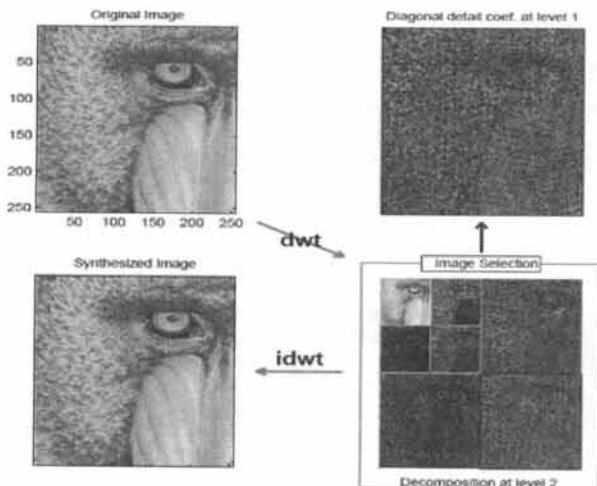 Original Image
50
100
150
200
250
50 100 150 200 250
Diagonal detail coef. at level 1
dwt
Image Selection
Synthesized Image
idwt
Decomposition at level 2